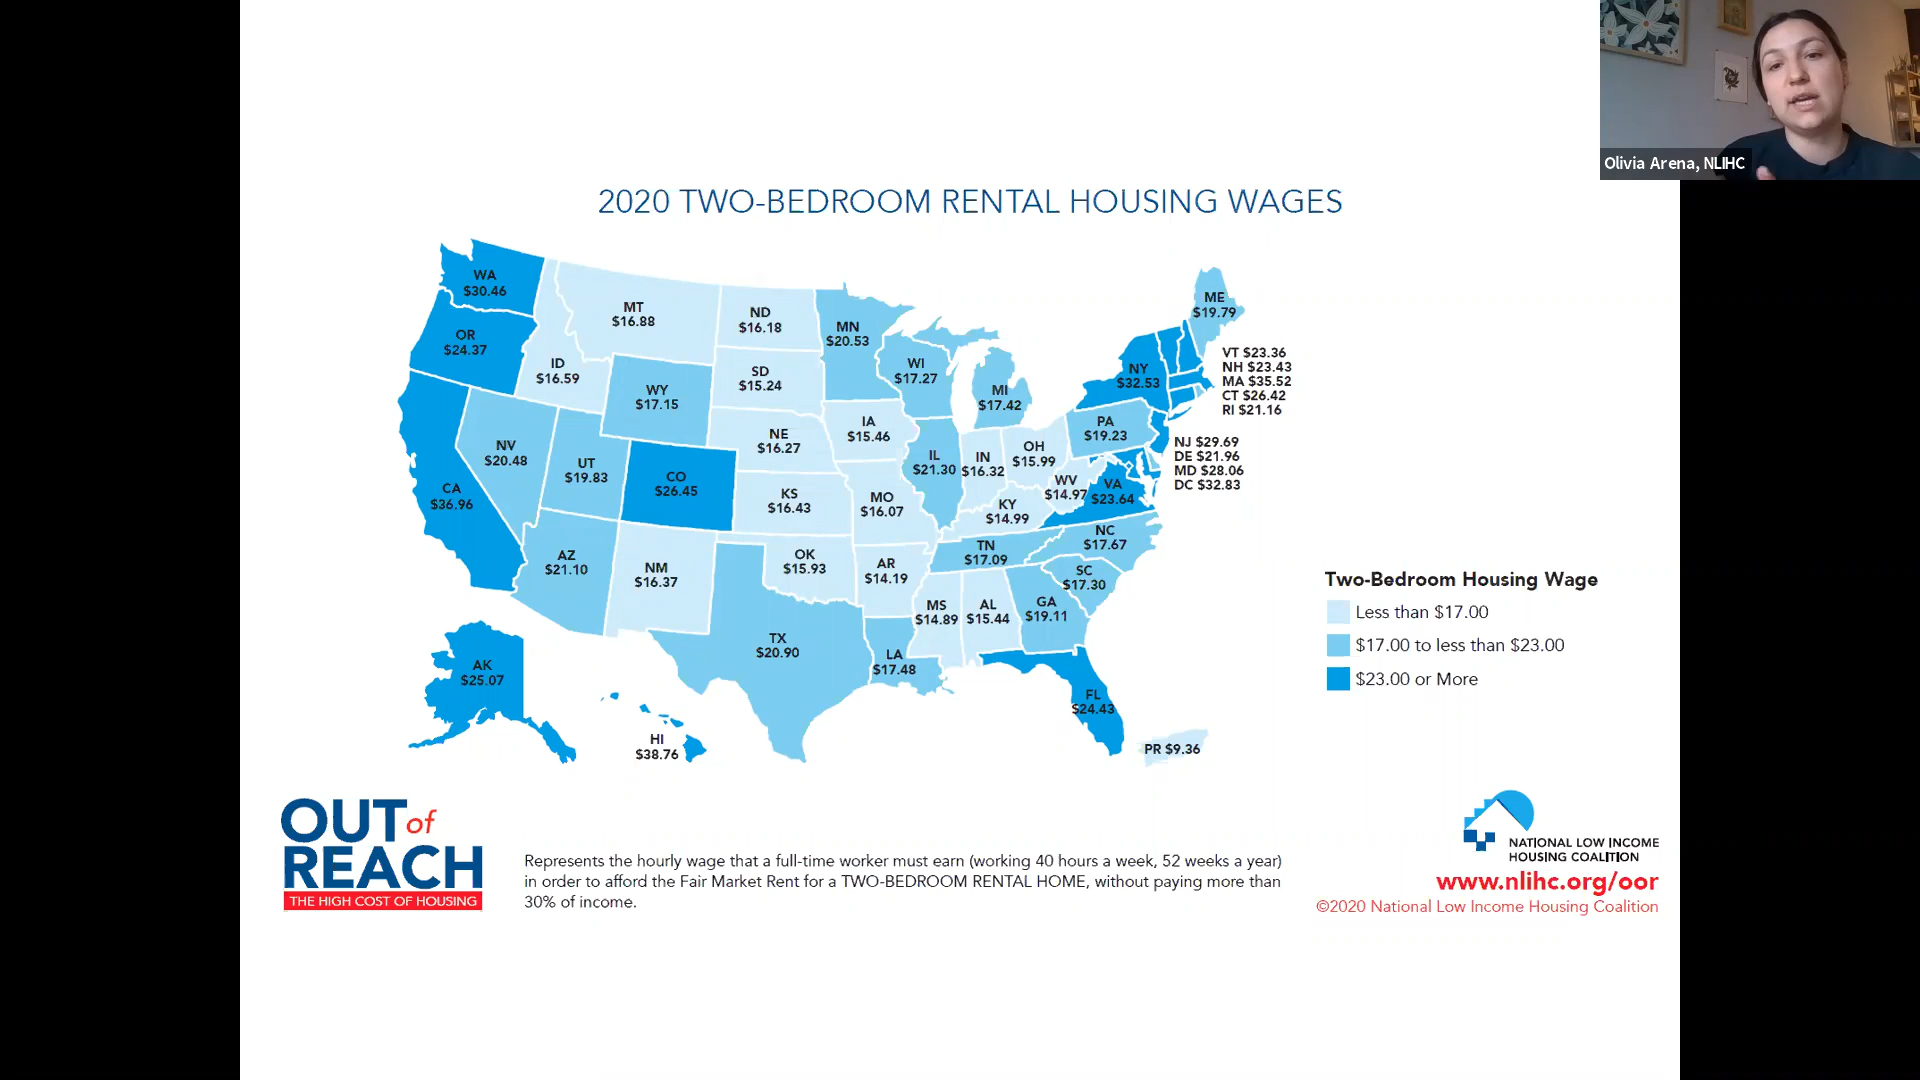 Olivia Arena, NLIHC
2020 TWO-BEDROOM RENTAL HOUSING WAGES
WA
$30.46
OR
$24.37
CA
$36.96
NV
$20.48
ID
$16.59
MT
$16.88
WY
$17.15
UT
$19.83
CO
$26.45
AZ
$21.10
NM
$16.37
ND
$16.18
SD
$15.24
NE
$16.27
KS
$16.43
OK
$15.93
TX
$20.90
MN
$20.53
IA
$15.46
MO
$16.07
AR
$14.19
LA
$17.48
WI
$17.27
IL
$21.30
MI
$17.42
IN
$16.32
OH
$15.99
KY
$14.99
WV
$14.97
TN
$17.09
MS
$14.89
AL
$15.44
GA
$19.11
FL
$24.43
SC
$17.30
NC
$17.67
VA
$23.64
PA
$19.23
NY
$32.53
ME
$19.79
VT $23.36
NH $23.43
MA $35.52
CT $26.42
RI $21.16
NJ $29.69
DE $21.96
MD $28.06
DC $32.83
AK
$25.07
HI
$38.76
PR $9.36
Two-Bedroom Housing Wage
Less than $17.00
$17.00 to less than $23.00
$23.00 or More
OUT of
REACH
THE HIGH COST OF HOUSING
Represents the hourly wage that a full-time worker must earn (working 40 hours a week, 52 weeks a year)
in order to afford the Fair Market Rent for a TWO-BEDROOM RENTAL HOME, without paying more than
30% of income.
NATIONAL LOW INCOME
HOUSING COALITION
www.nlihc.org/oor
©2020 National Low Income Housing Coalition